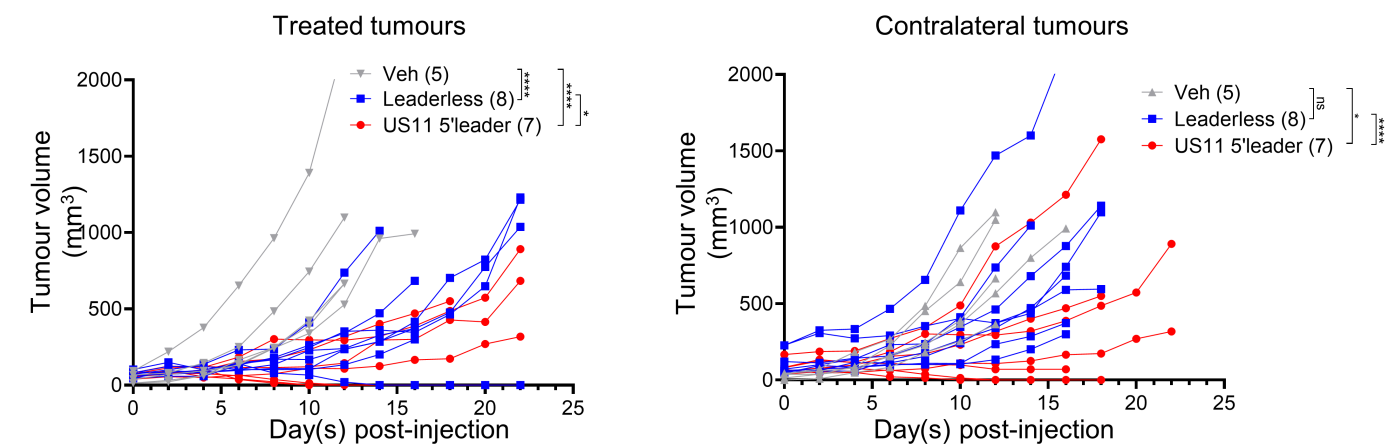 Treated tumours
Tumour volume
(mm³)
2000
1500
1000
500
0
0 5 10 15 20 25
Day(s) post-injection
Veh (5)
Leaderless (8)
US11 5'leader (7)
****
****
*
Contralateral tumours
Tumour volume
(mm³)
2000
1500
1000
500
0
0 5 10 15 20 25
Day(s) post-injection
Veh (5)
Leaderless (8)
US11 5'leader (7)
ns
*
****